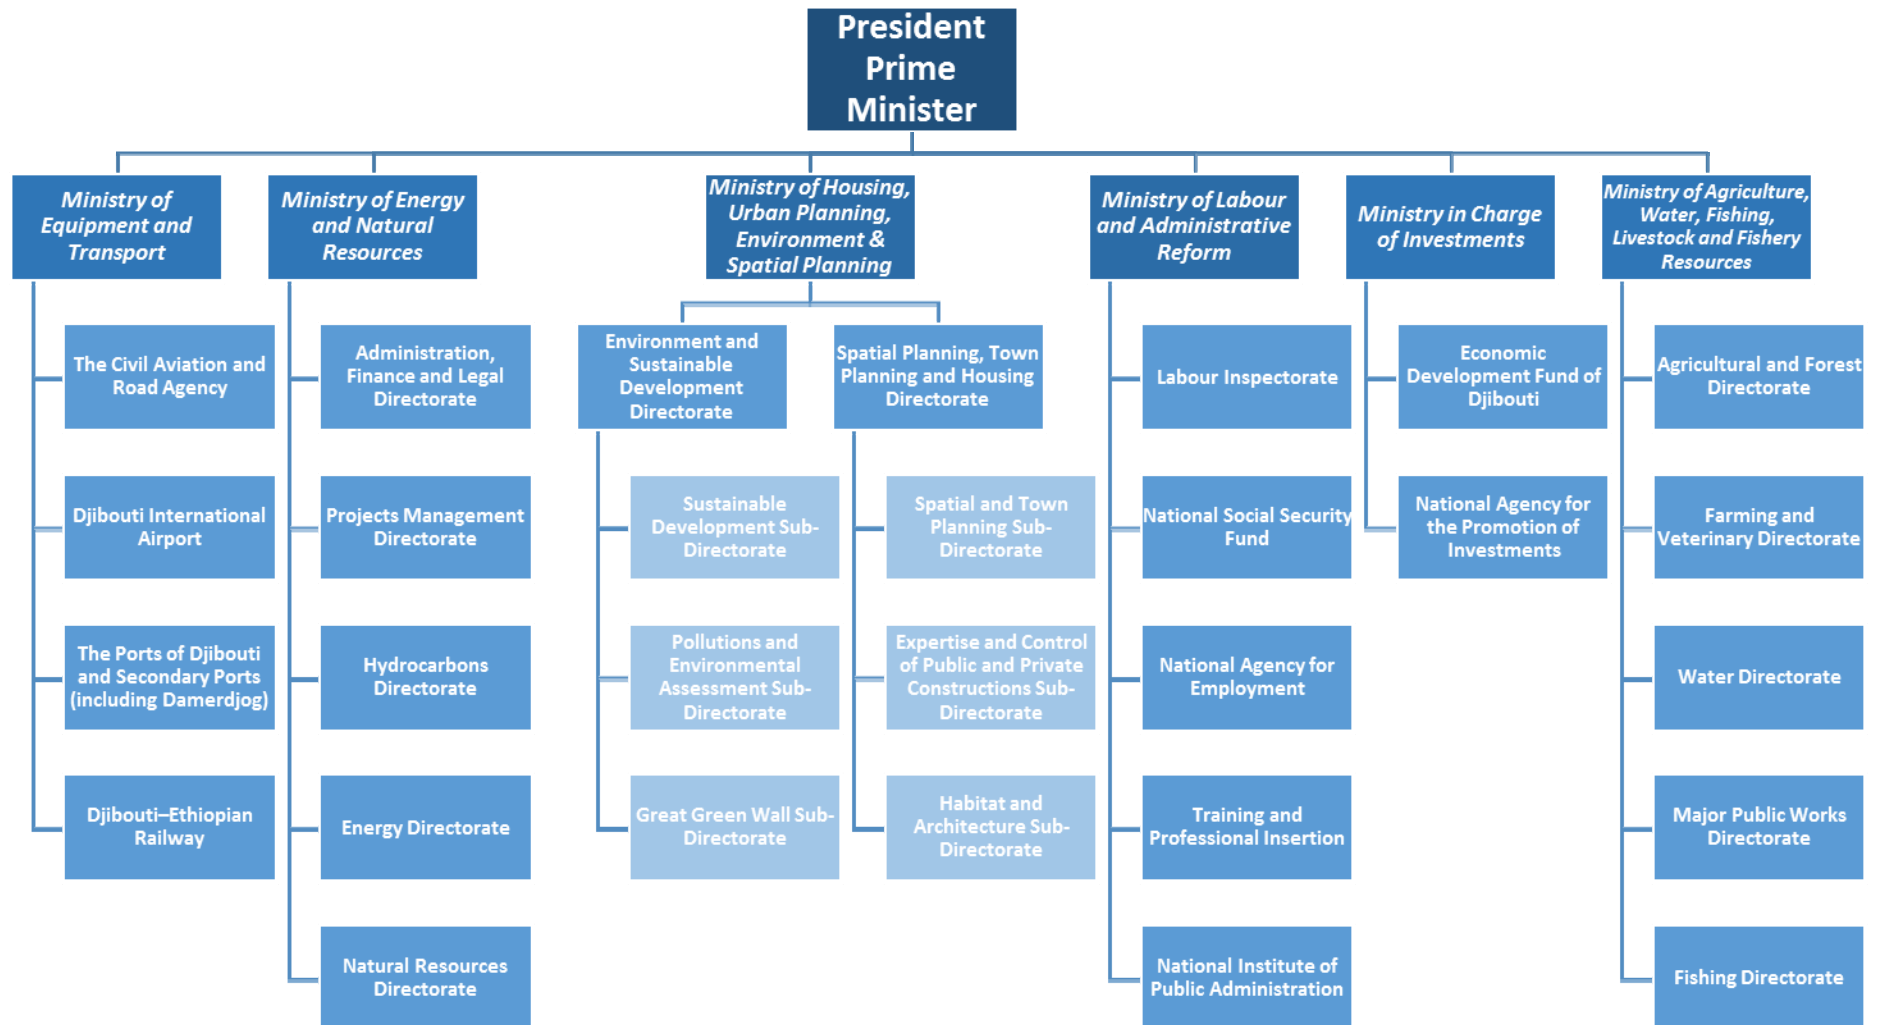 President
Prime
Minister
Ministry of
Equipment and
Transport
The Civil Aviation and
Road Agency
Djibouti International
Airport
The Ports of Djibouti
and Secondary Ports
(including Damerdjog)
Djibouti–Ethiopian
Railway
Ministry of Energy
and Natural
Resources
Administration,
Finance and Legal
Directorate
Projects Management
Directorate
Hydrocarbons
Directorate
Energy Directorate
Natural Resources
Directorate
Ministry of Housing,
Urban Planning,
Environment &
Spatial Planning
Environment and
Sustainable
Development
Directorate
Sustainable
Development Sub-
Directorate
Pollutions and
Environmental
Assessment Sub-
Directorate
Great Green Wall Sub-
Directorate
Spatial Planning, Town
Planning and Housing
Directorate
Spatial and Town
Planning Sub-
Directorate
Expertise and Control
of Public and Private
Constructions Sub-
Directorate
Habitat and
Architecture Sub-
Directorate
Ministry of Labour
and Administrative
Reform
Labour Inspectorate
National Social Security
Fund
National Agency for
Employment
Training and
Professional Insertion
National Institute of
Public Administration
Ministry in Charge
of Investments
Economic
Development Fund of
Djibouti
National Agency for
the Promotion of
Investments
Ministry of Agriculture,
Water, Fishing,
Livestock and Fishery
Resources
Agricultural and Forest
Directorate
Farming and
Veterinary Directorate
Water Directorate
Major Public Works
Directorate
Fishing Directorate